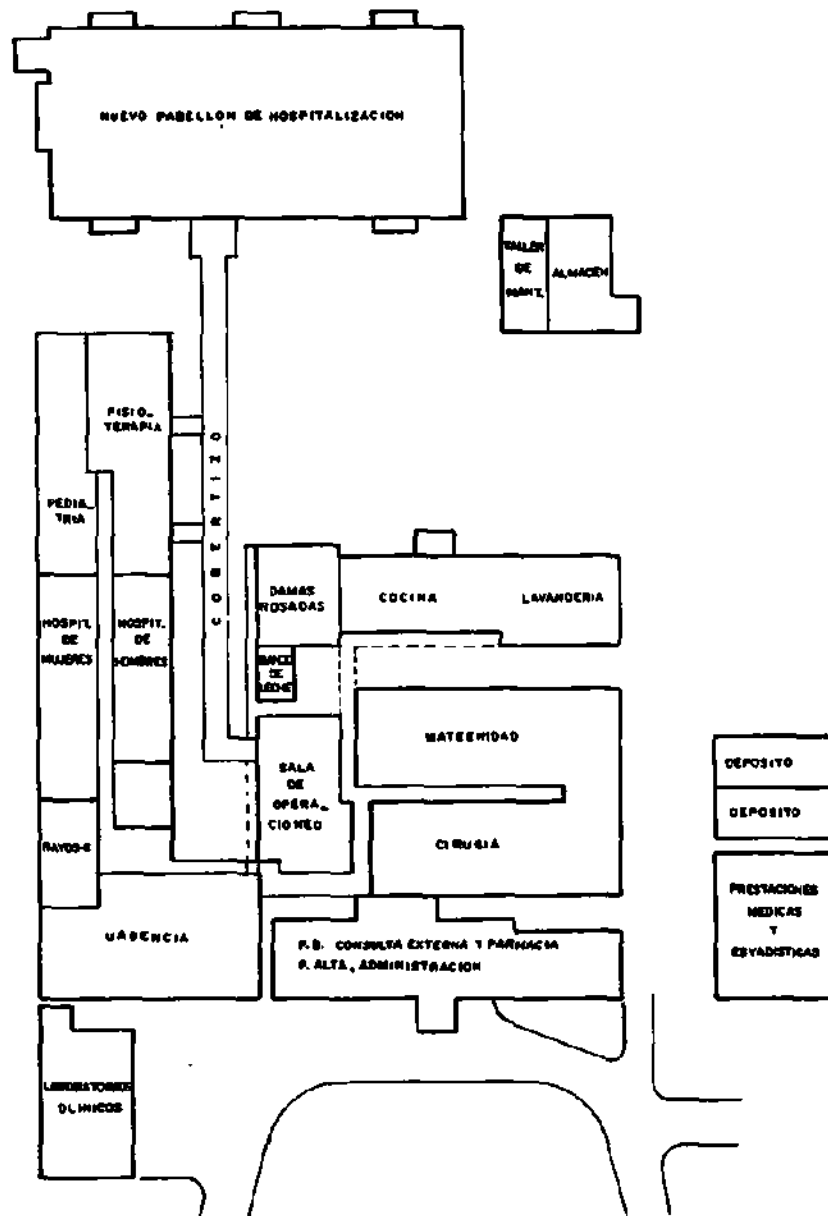 NUEVO PABELLON DE HOSPITALIZACION
TALLER
DE
MANT.
ALMACEN
FISIO_
TERAPIA
COBERTIZO
PEDIA_
TRIA
DAMAS
ROSADAS
COCINA
LAVANDERIA
HOSPIT.
DE
MUJERES
HOSPIT.
DE
HOMBRES
BANCO
DE
LECHE
MATERNIDAD
SALA
DE
OPERA_
CIONES
DEPOSITO
DEPOSITO
RAYOS-X
CIRUGIA
PRESTACIONES
MEDICAS
Y
ESTADISTICAS
URGENCIA
P.B. CONSULTA EXTERNA Y FARMACIA
P. ALTA, ADMINISTRACION
LABORATORIOS
CLINICOS